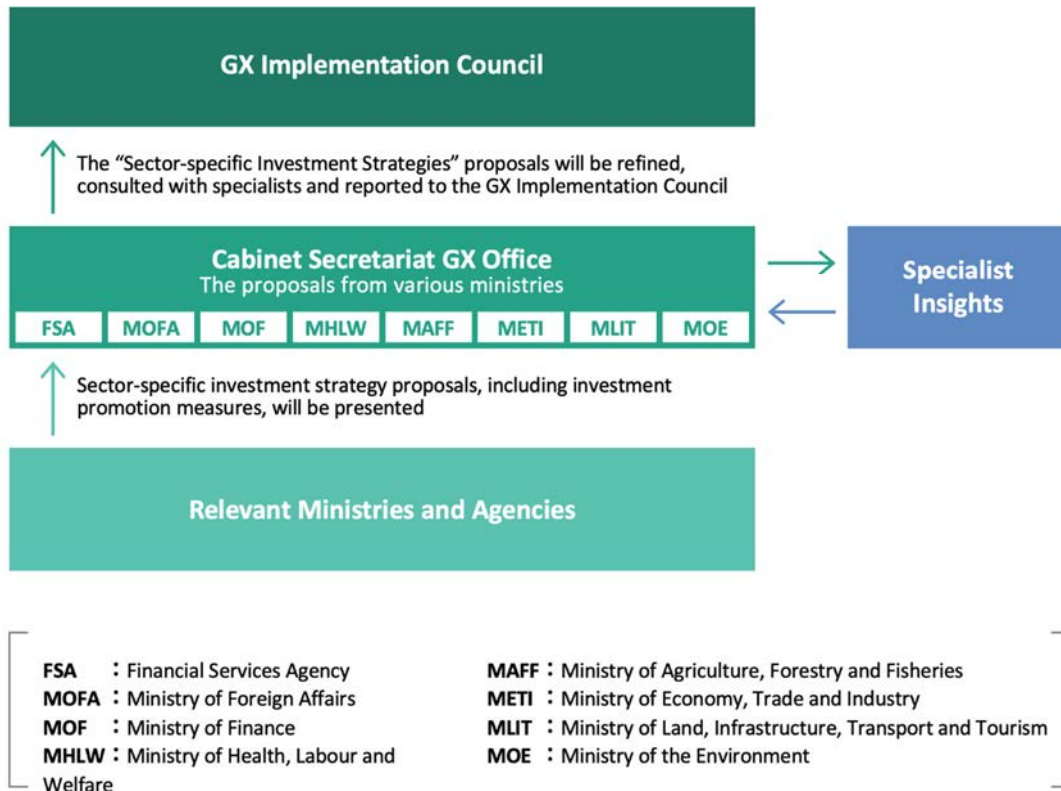 GX Implementation Council
The “Sector-specific Investment Strategies” proposals will be refined,
consulted with specialists and reported to the GX Implementation Council
Cabinet Secretariat GX Office
The proposals from various ministries
FSA MOFA MOF MHLW MAFF METI MLIT MOE
Specialist
Insights
Sector-specific investment strategy proposals, including investment
promotion measures, will be presented
Relevant Ministries and Agencies
FSA : Financial Services Agency
MOFA : Ministry of Foreign Affairs
MOF : Ministry of Finance
MHLW : Ministry of Health, Labour and
Welfare
MAFF : Ministry of Agriculture, Forestry and Fisheries
METI : Ministry of Economy, Trade and Industry
MLIT : Ministry of Land, Infrastructure, Transport and Tourism
MOE : Ministry of the Environment